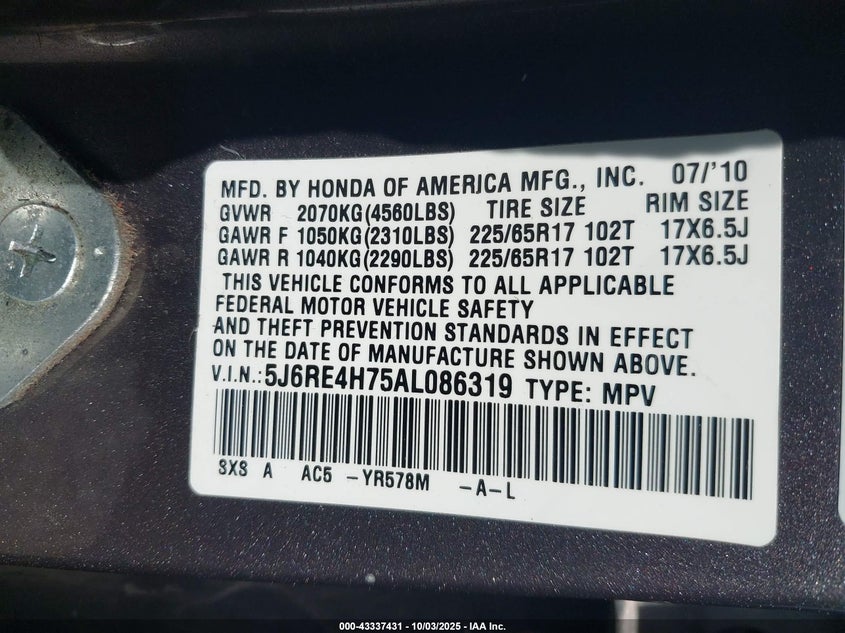 MFD. BY HONDA OF AMERICA MFG., INC. 07/'10
GVWR 2070KG(4560LBS) TIRE SIZE RIM SIZE
GAWR F 1050KG(2310LBS) 225/65R17 102T 17X6.5J
GAWR R 1040KG(2290LBS) 225/65R17 102T 17X6.5J
THIS VEHICLE CONFORMS TO ALL APPLICABLE
FEDERAL MOTOR VEHICLE SAFETY
AND THEFT PREVENTION STANDARDS IN EFFECT
ON THE DATE OF MANUFACTURE SHOWN ABOVE.
V.I.N.:5J6RE4H75AL086319 TYPE: MPV
SXS A AC5 -YR578M -A-L
000-43337431 - 10/03/2025 - IAA Inc.